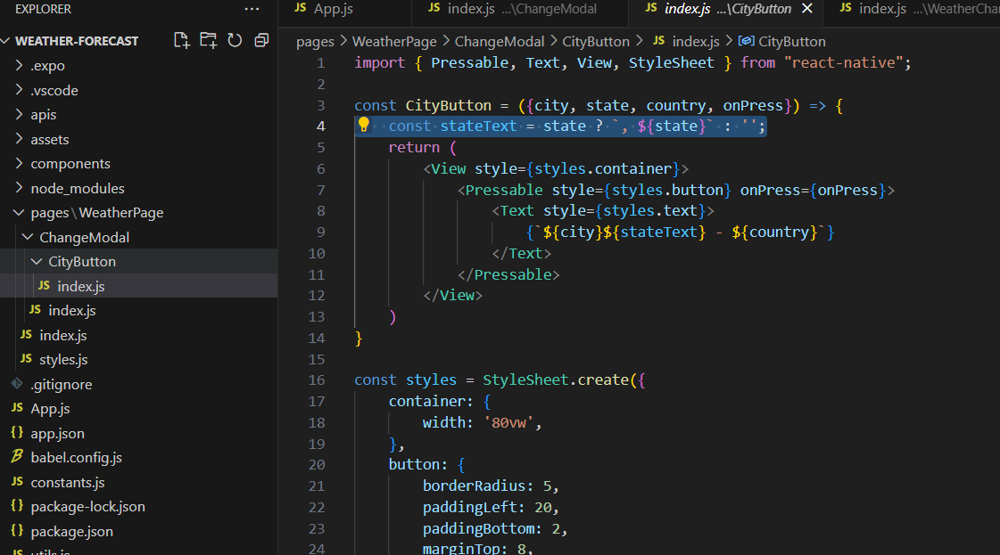 EXPLORER ...
WEATHER-FORECAST
.expo
.vscode
apis
assets
components
node_modules
pages\WeatherPage
ChangeModal
CityButton
JS index.js
JS index.js
JS index.js
JS styles.js
.gitignore
JS App.js
{} app.json
babel.config.js
JS constants.js
{} package-lock.json
{} package.json
JS utils.js
JS App.js
JS index.js ...\ChangeModal
JS index.js ...\CityButton
JS index.js ...\WeatherChar
pages > WeatherPage > ChangeModal > CityButton > JS index.js > CityButton
1 import { Pressable, Text, View, StyleSheet } from "react-native";
2
3 const CityButton = ({city, state, country, onPress}) => {
4 const stateText = state ? `, ${state}` : '';
5 return (
6 <View style={styles.container}>
7 <Pressable style={styles.button} onPress={onPress}>
8 <Text style={styles.text}>
9 {`${city}${stateText} - ${country}`}
10 </Text>
11 </Pressable>
12 </View>
13 )
14 }
15
16 const styles = StyleSheet.create({
17 container: {
18 width: '80vw',
19 },
20 button: {
21 borderRadius: 5,
22 paddingLeft: 20,
23 paddingBottom: 2,
24 marginTop: 8,